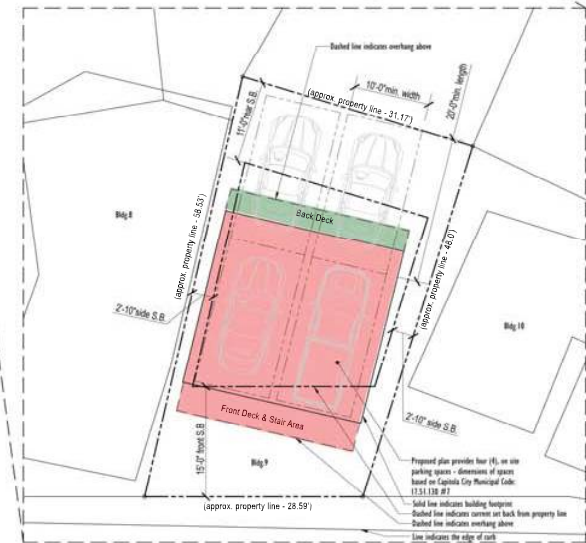 Dashed line indicates overhang above
10'-0"min. width
20'-0"min. length
(approx. property line - 31.17')
11'-0"rear S.B.
Back Deck
Bldg.8
(approx. property line - 58.53')
(approx. property line - 48.0')
Bldg 10
2'-10"side S.B.
2'-10" side S.B.
Front Deck & Stair Area
15'-0" front S.B
Bldg.9
Proposed plan provides four (4), on site
parking spaces - dimensions of spaces
based on Capitola City Municipal Code:
17.51.130 #7
Solid line indicates building footprint
Dashed line indicates current set back from property line
Dashed line indicates overhang above
(approx. property line - 28.59')
Line indicates the edge of curb